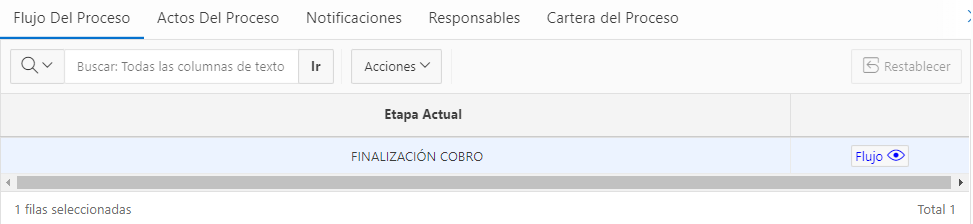 Flujo Del Proceso Actos Del Proceso Notificaciones Responsables Cartera del Proceso
Buscar: Todas las columnas de texto Ir Acciones Restablecer
Etapa Actual
FINALIZACIÓN COBRO Flujo
1 filas seleccionadas Total 1